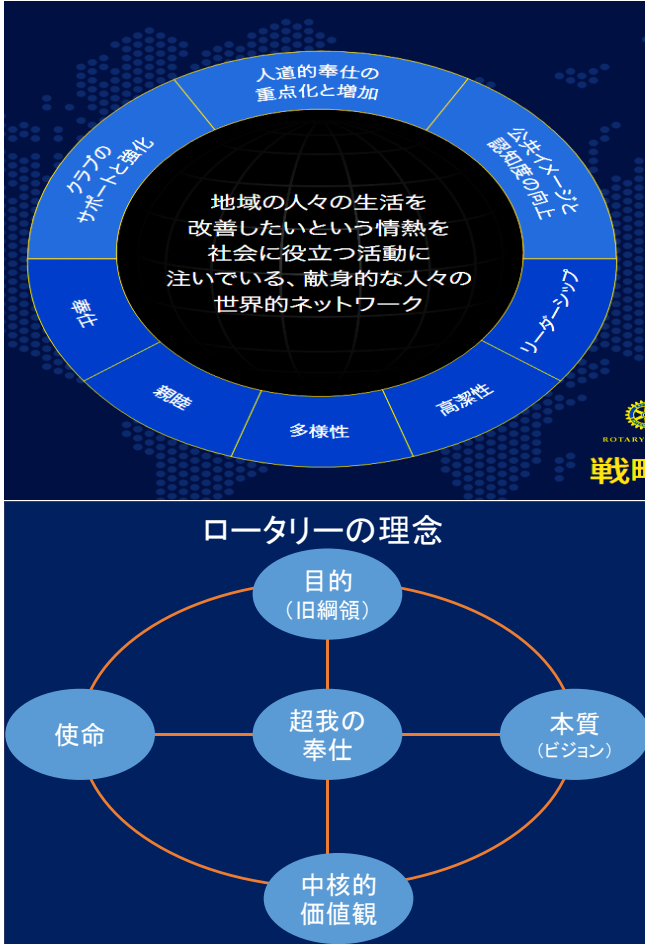 人道的奉仕の
重点化と増加
クラブの
サポートと強化
公共イメージと
認知度の向上
地域の人々の生活を
改善したいという情熱を
社会に役立つ活動に
注いでいる、献身的な人々の
世界的ネットワーク
奉仕
親睦
多様性
高潔性
リーダーシップ
ROTARY
戦略
ロータリーの理念
目的
（旧綱領）
使命
超我の
奉仕
本質
（ビジョン）
中核的
価値観